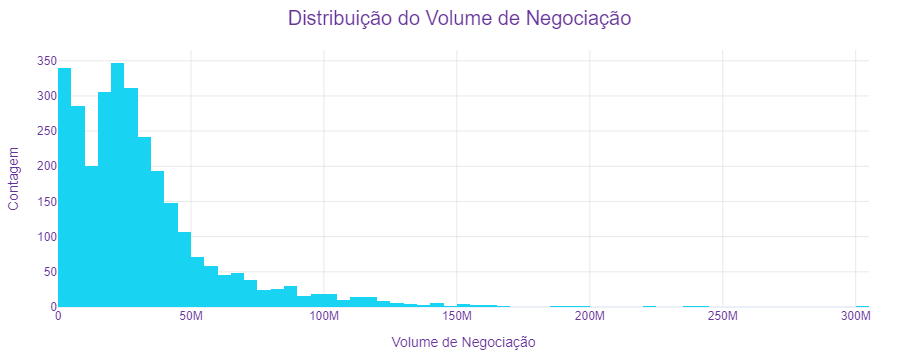 Distribuição do Volume de Negociação
350
300
250
200
150
100
50
0
Contagem
0 50M 100M 150M 200M 250M 300M
Volume de Negociação